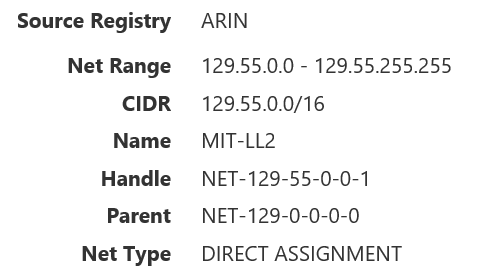 Source Registry ARIN
Net Range 129.55.0.0 - 129.55.255.255
CIDR 129.55.0.0/16
Name MIT-LL2
Handle NET-129-55-0-0-1
Parent NET-129-0-0-0-0
Net Type DIRECT ASSIGNMENT